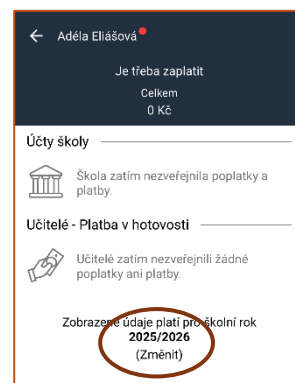 Adéla Eliášová
Je třeba zaplatit
Celkem
0 Kč
Účty školy
Škola zatím nezveřejnila poplatky a
platby.
Učitelé - Platba v hotovosti
Učitelé zatím nezveřejnili žádné
poplatky ani platby.
Zobrazené údaje platí pro školní rok
2025/2026
(Změnit)